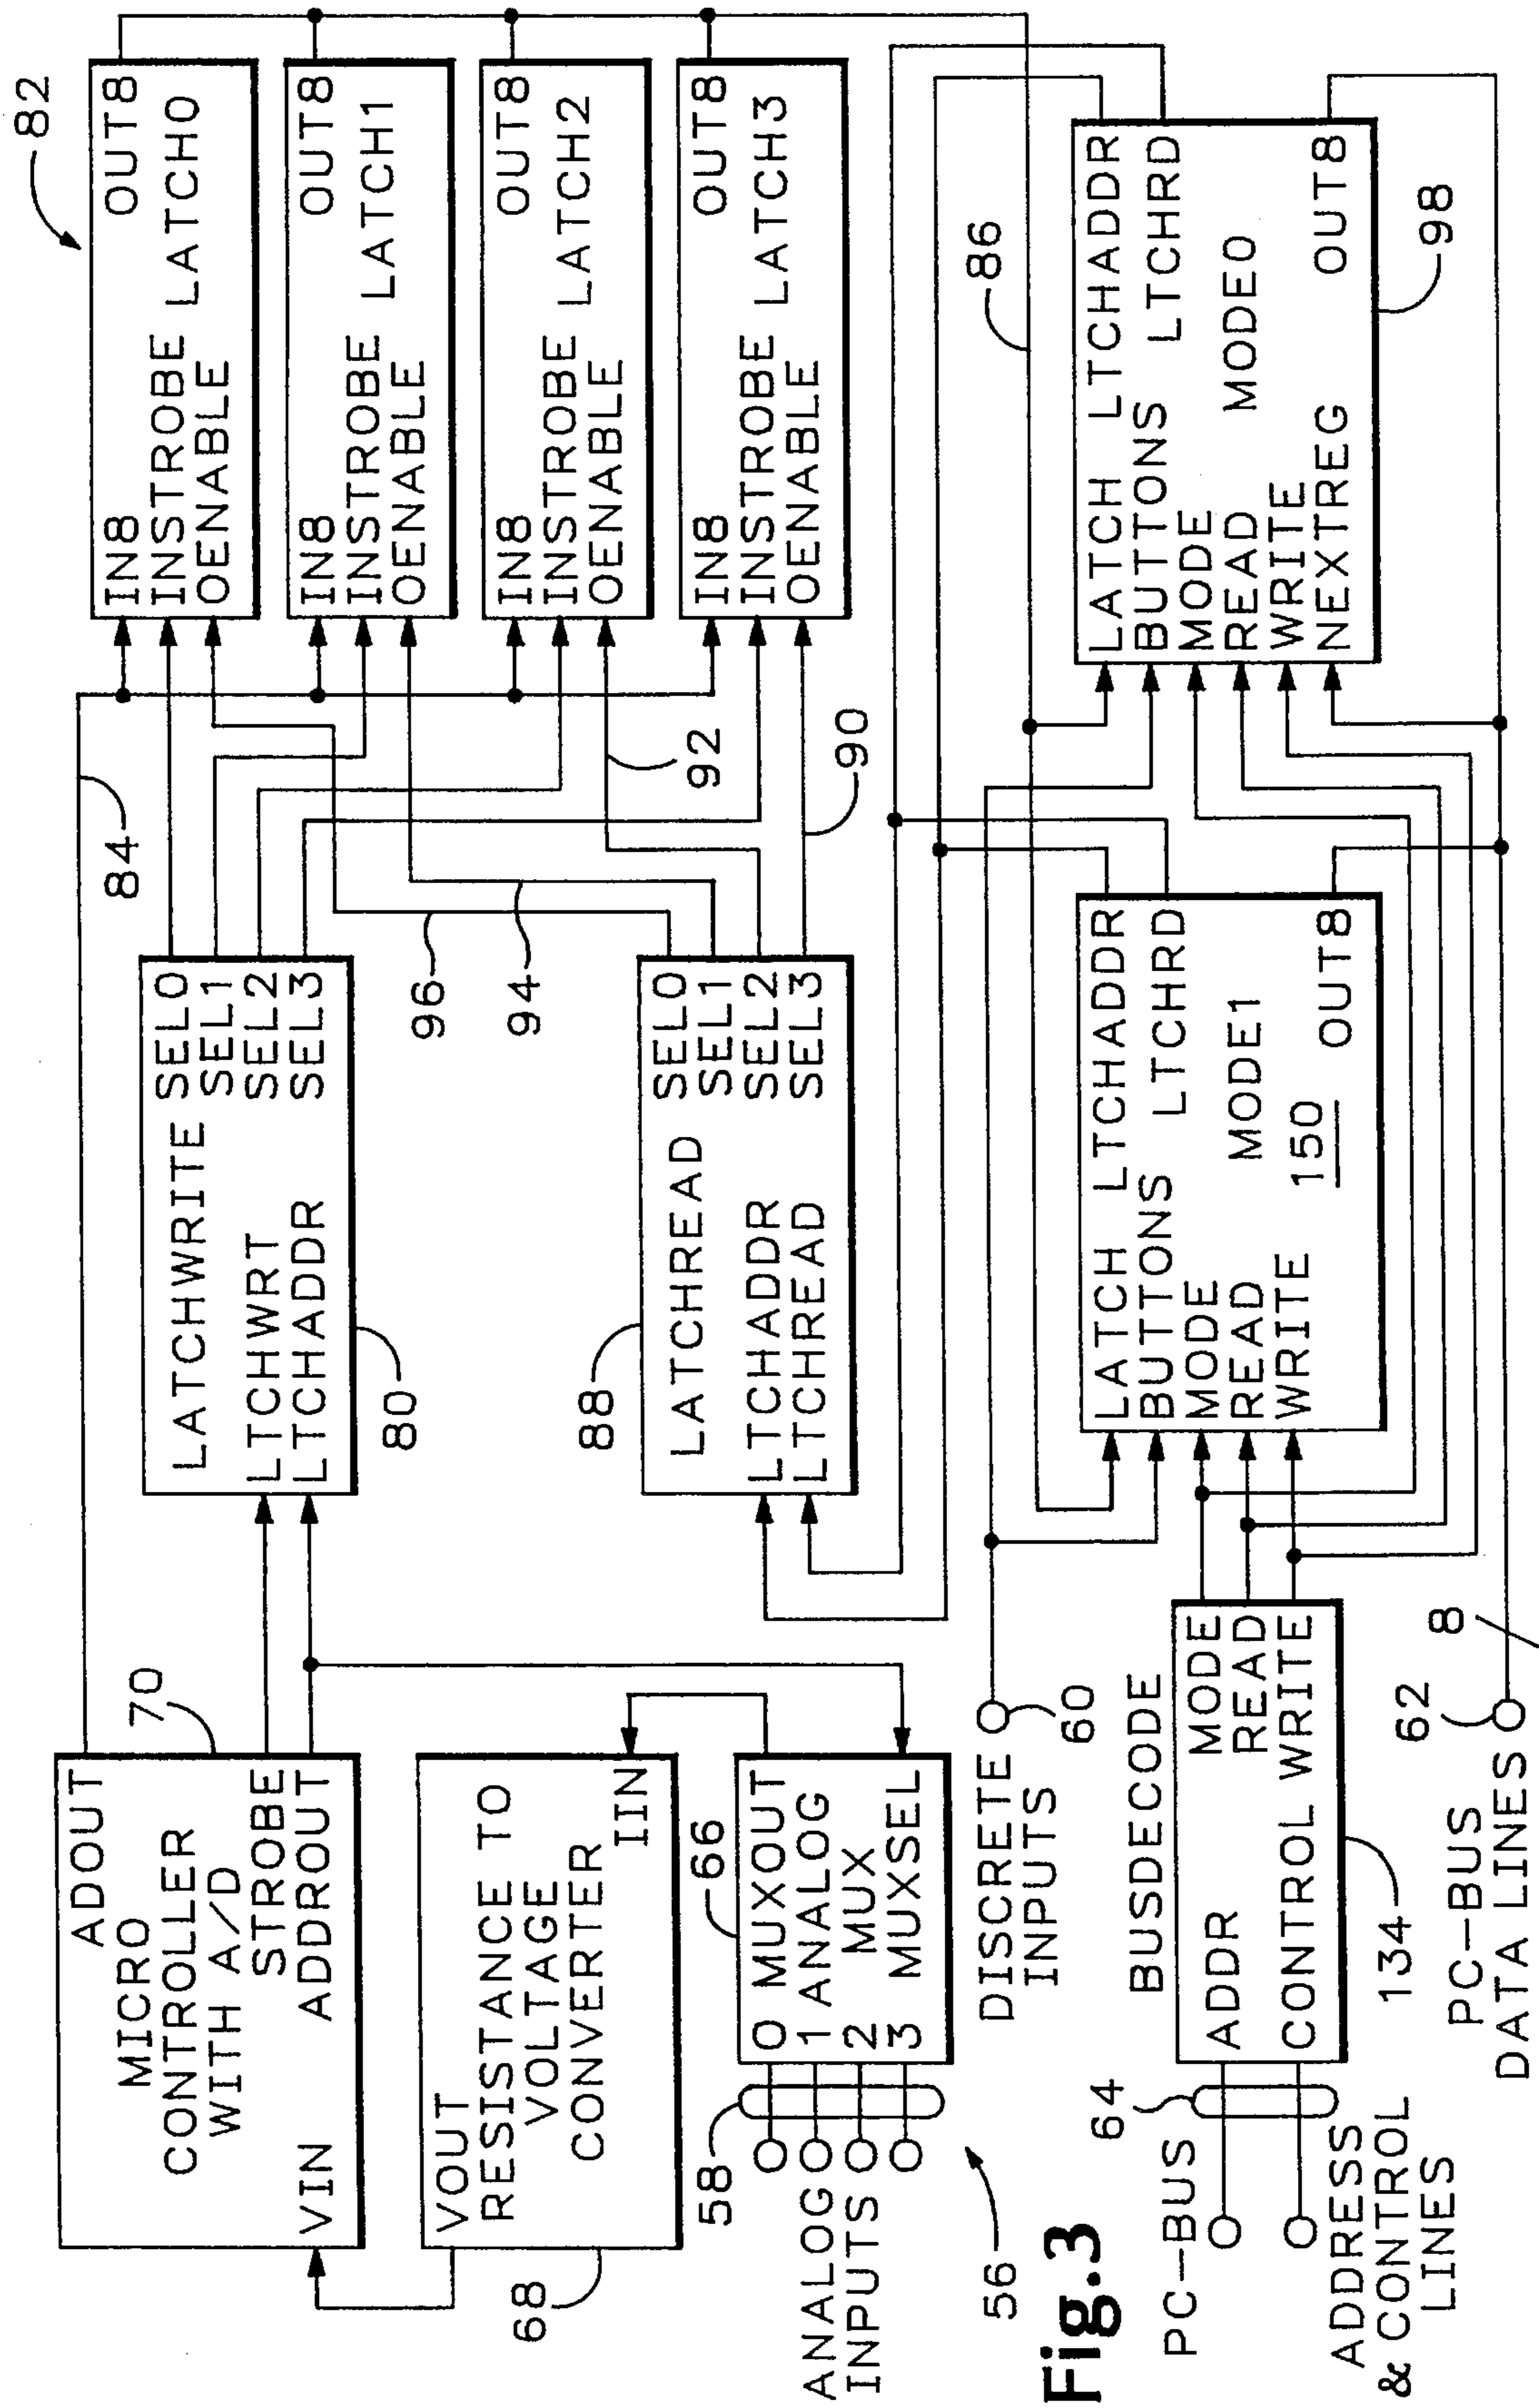 ADOUT
MICRO
CONTROLLER
WITH A/D
STROBE
VIN ADDROUT
70
VOUT
RESISTANCE TO
VOLTAGE
CONVERTER
IIN
68
66
0 MUXOUT
1 ANALOG
2 MUX
3 MUXSEL
58
ANALOG
INPUTS
56
84
LATCHWRITE SEL0
SEL1
LTCHWRT SEL2
LTCHADDR SEL3
80
88
LATCHREAD SEL0
SEL1
LTCHADDR SEL2
LTCHREAD SEL3
96
94
92
90
82
IN8 OUT8
INSTROBE LATCH0
OENABLE
IN8 OUT8
INSTROBE LATCH1
OENABLE
IN8 OUT8
INSTROBE LATCH2
OENABLE
IN8 OUT8
INSTROBE LATCH3
OENABLE
86
DISCRETE
INPUTS
60
BUSDECODE
MODE
ADDR READ
CONTROL WRITE
134
64
PC-BUS
ADDRESS
& CONTROL
LINES
PC-BUS
DATA LINES
62
8
LATCH LTCHADDR
BUTTONS LTCHRD
MODE
READ MODE1
WRITE 150
OUT8
LATCH LTCHADDR
BUTTONS LTCHRD
MODE
READ MODE0
WRITE
NEXTREG OUT8
98
Fig.3